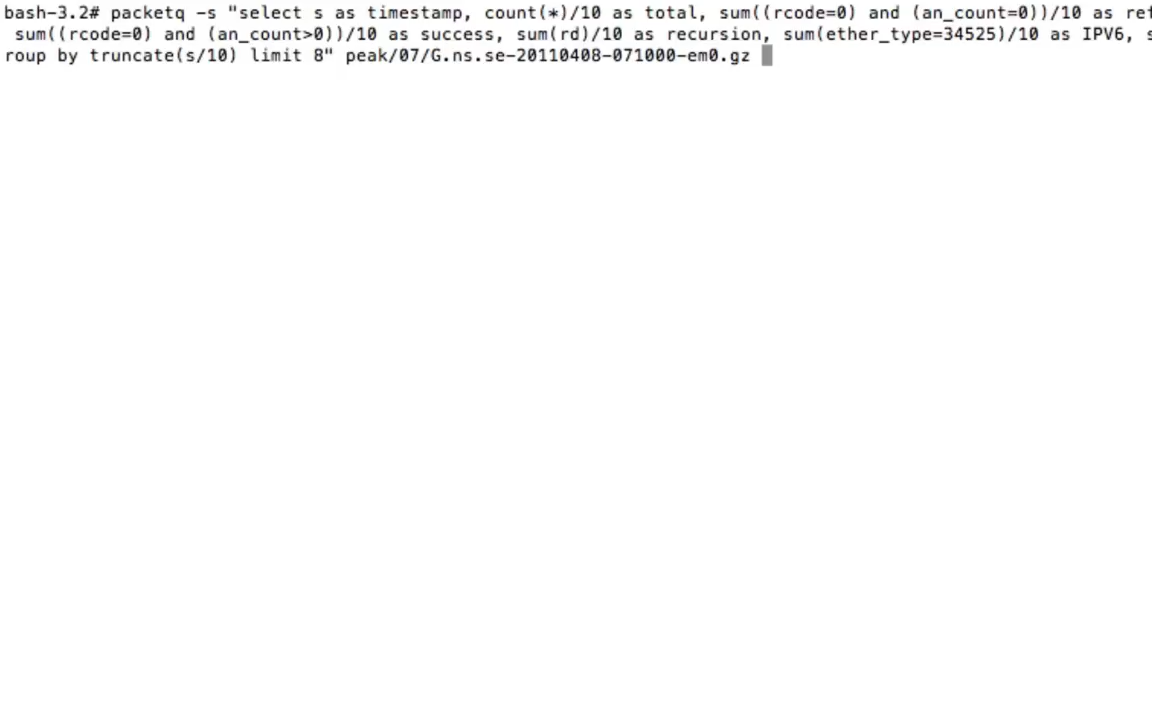 bash-3.2# packetq -s "select s as timestamp, count(*)/10 as total, sum((rcode=0) and (an_count=0))/10 as
sum((rcode=0) and (an_count>0))/10 as success, sum(rd)/10 as recursion, sum(ether_type=34525)/10 as IPV6,
roup by truncate(s/10) limit 8" peak/07/G.ns.se-20110408-071000-em0.gz